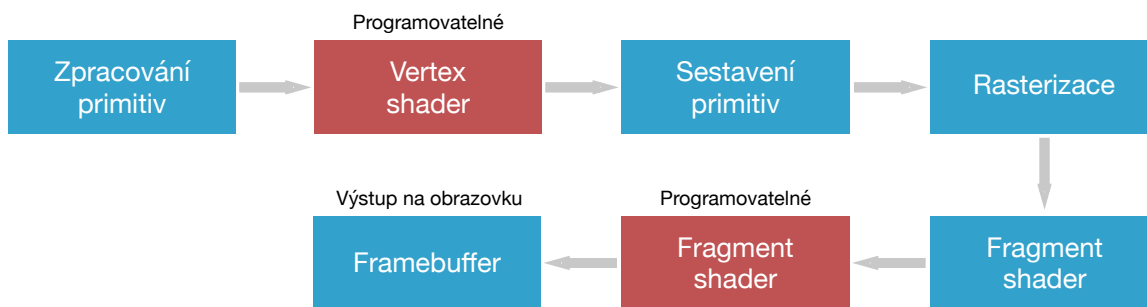 Programovatelné
Zpracování
primitiv
Vertex
shader
Sestavení
primitiv
Rasterizace
Výstup na obrazovku
Programovatelné
Framebuffer
Fragment
shader
Fragment
shader